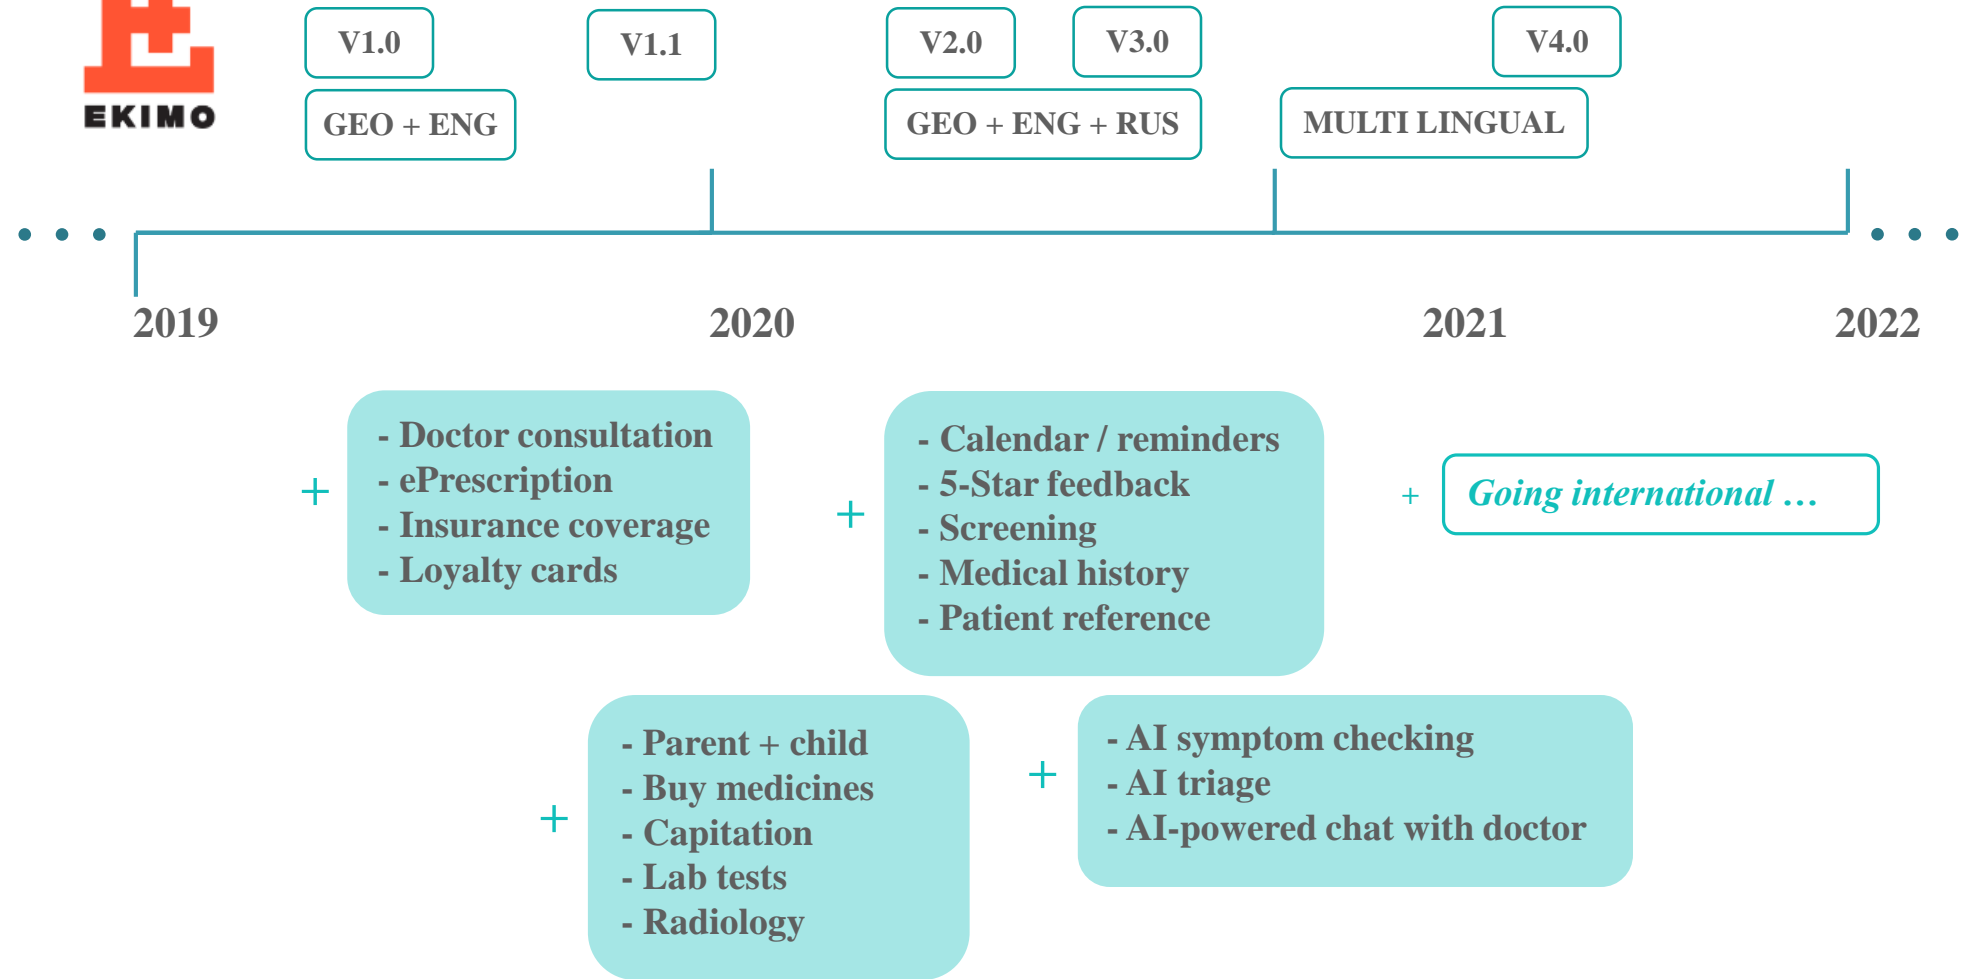 EKIMO
V1.0
V1.1
V2.0
V3.0
V4.0
GEO + ENG
GEO + ENG + RUS
MULTI LINGUAL
2019
2020
2021
2022
+
- Doctor consultation
- ePrescription
- Insurance coverage
- Loyalty cards
+
- Calendar / reminders
- 5-Star feedback
- Screening
- Medical history
- Patient reference
+
Going international ...
+
- Parent + child
- Buy medicines
- Capitation
- Lab tests
- Radiology
+
- AI symptom checking
- AI triage
- AI-powered chat with doctor